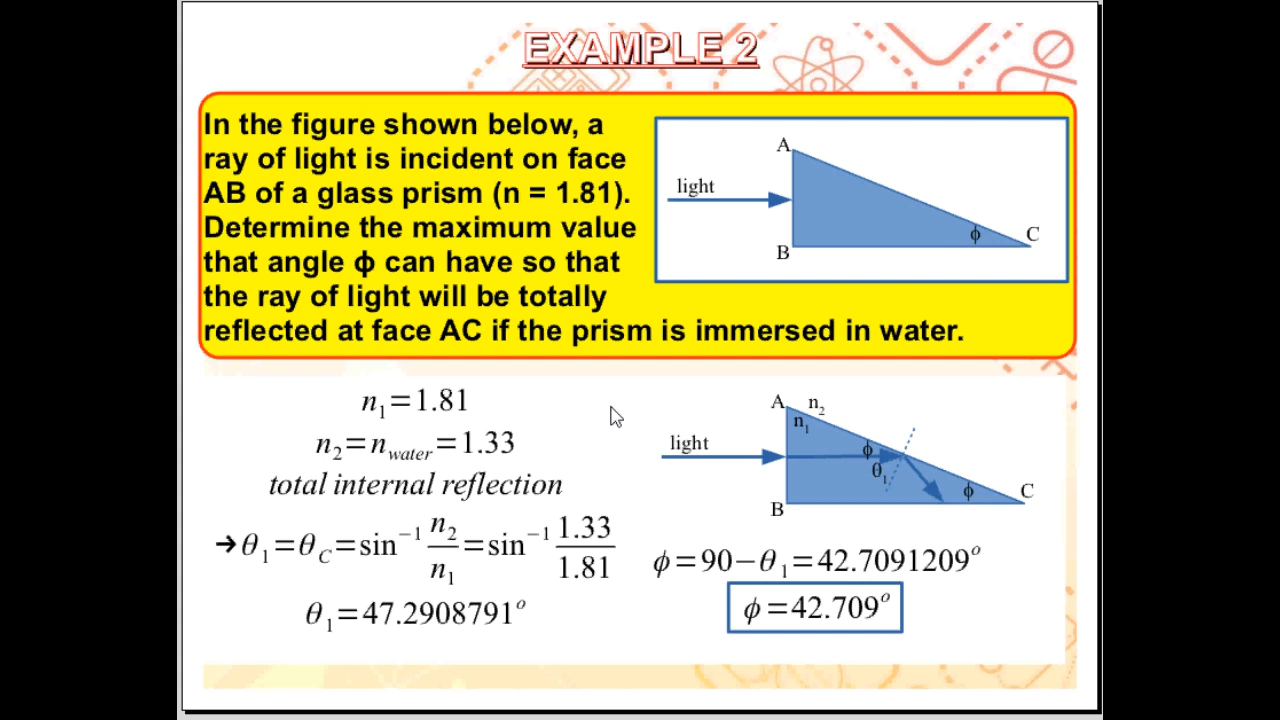 EXAMPLE 2
In the figure shown below, a
ray of light is incident on face
AB of a glass prism (n = 1.81).
Determine the maximum value
that angle ϕ can have so that
the ray of light will be totally
reflected at face AC if the prism is immersed in water.
A
light
ϕ
C
B
n₁=1.81
n₂=n_water=1.33
total internal reflection
→θ₁=θ_C=sin⁻¹ n₂/n₁=sin⁻¹ 1.33/1.81
θ₁=47.2908791°
A n₂
n₁
light
ϕ
θ₁
ϕ
C
B
ϕ=90−θ₁=42.7091209°
ϕ=42.709°